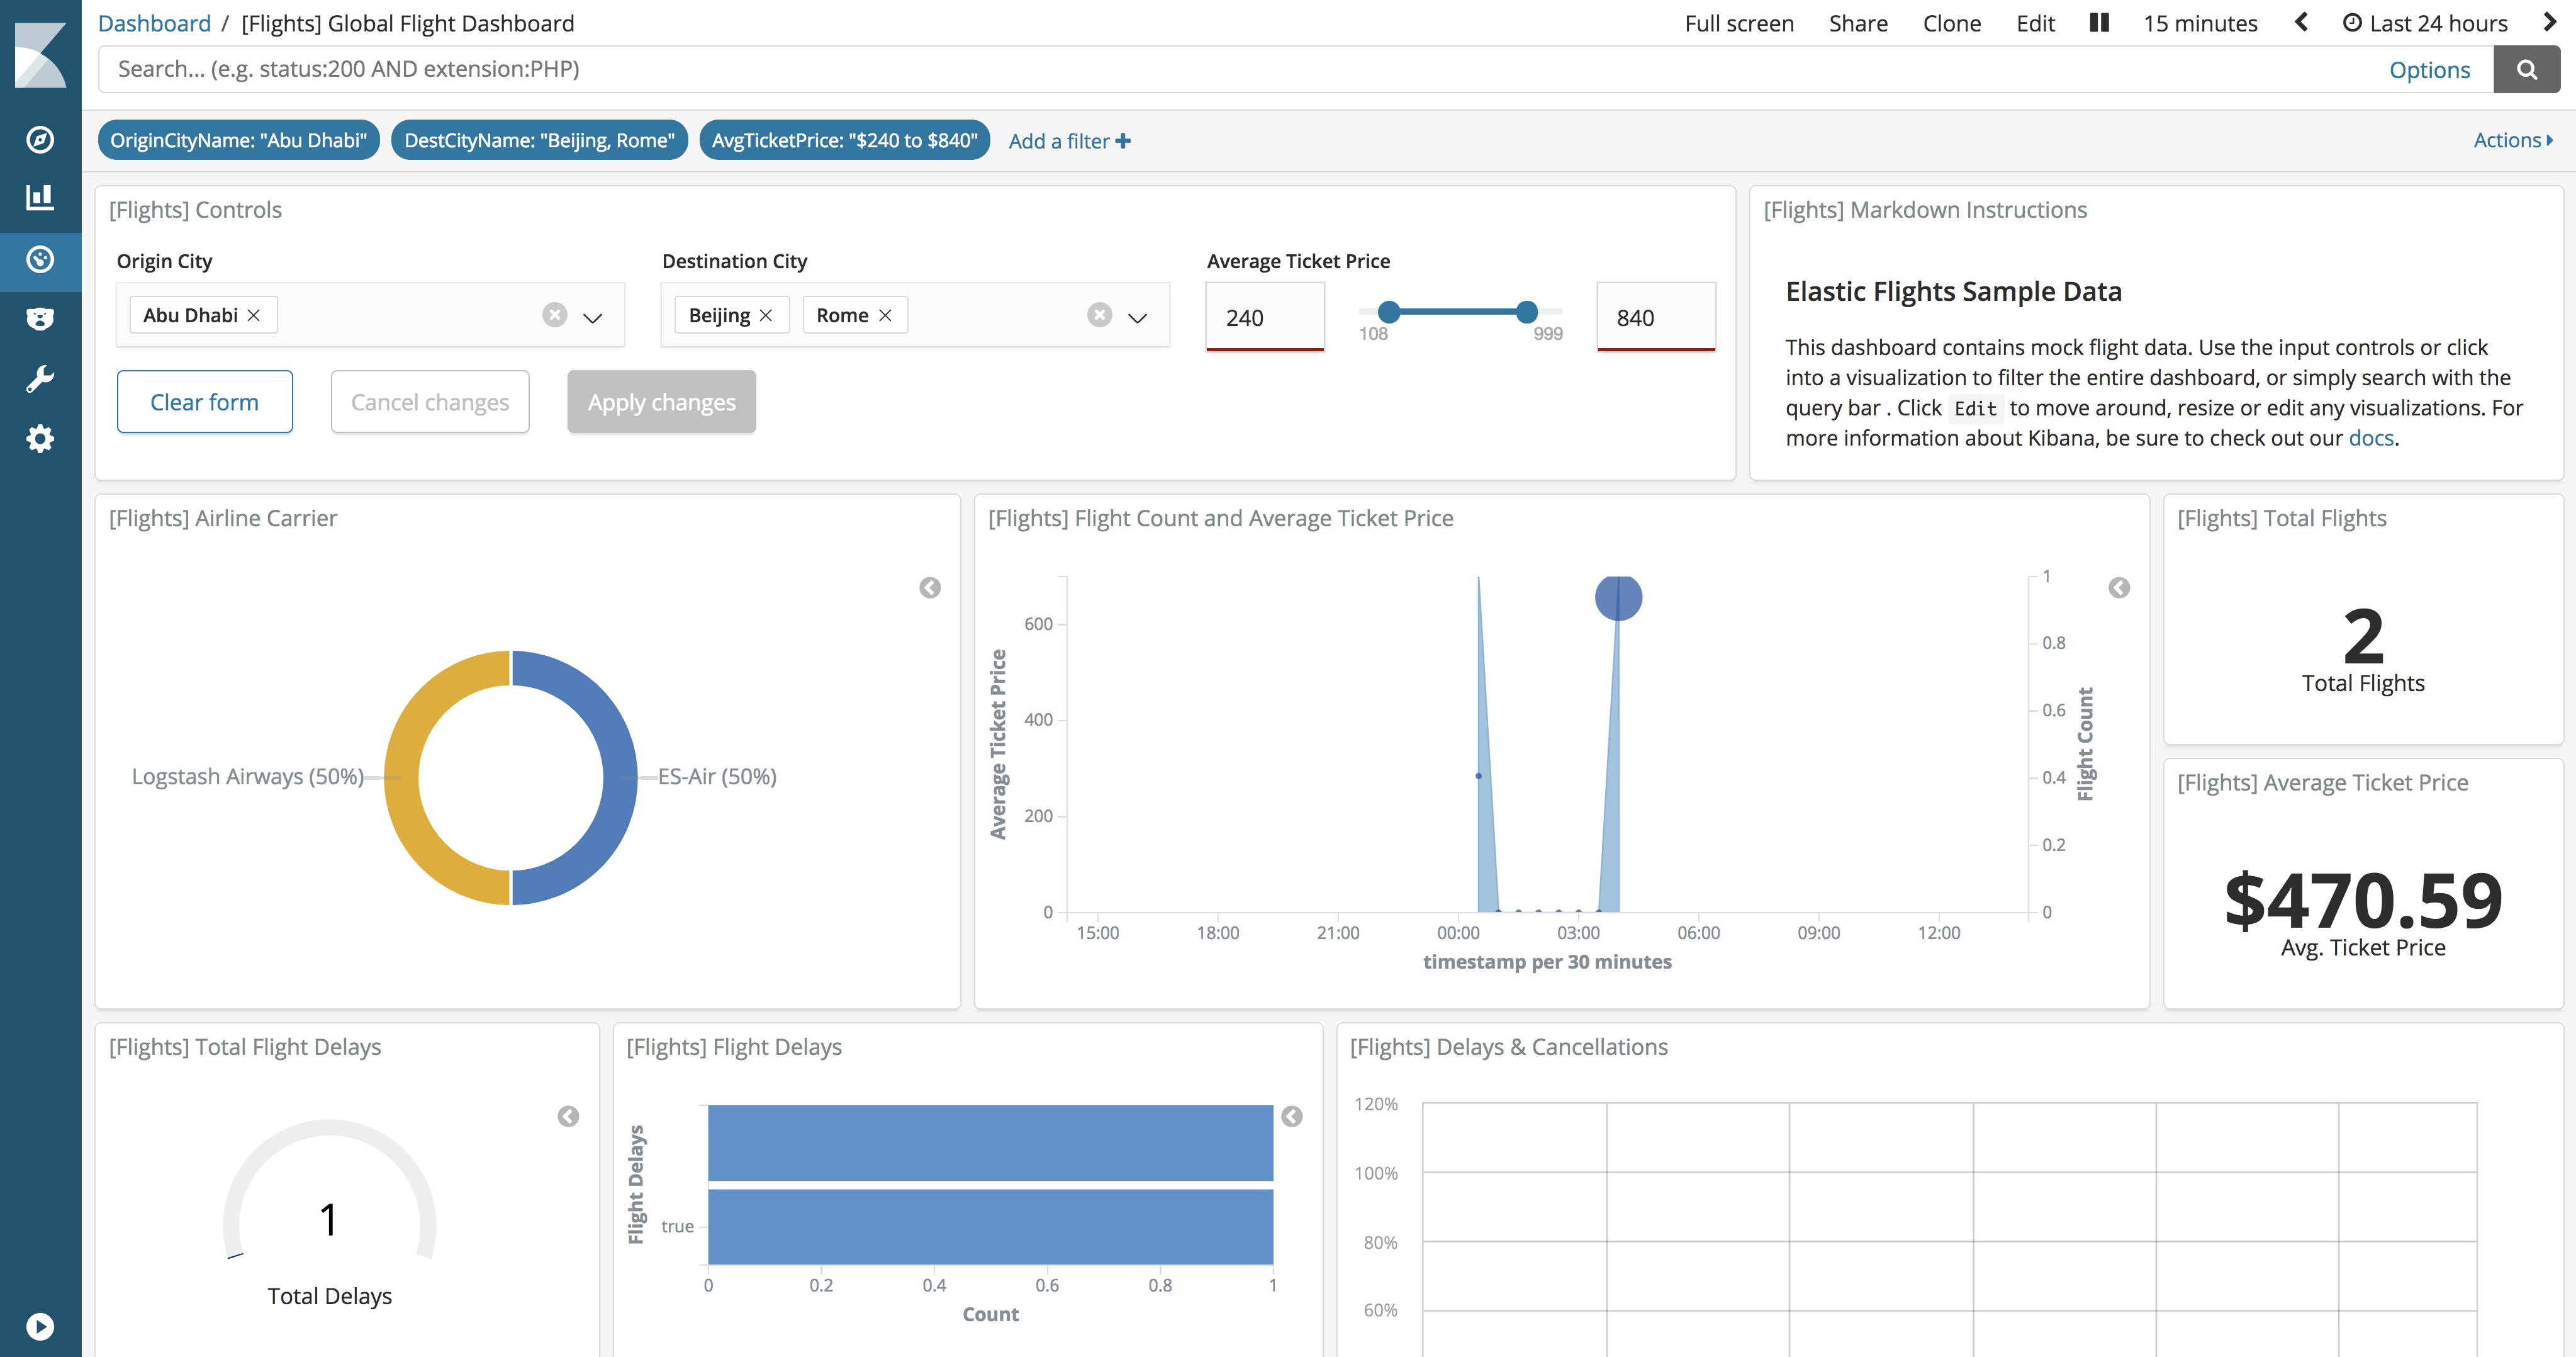 Dashboard / [Flights] Global Flight Dashboard
Full screen Share Clone Edit 15 minutes Last 24 hours
Search... (e.g. status:200 AND extension:PHP)
Options
OriginCityName: "Abu Dhabi" DestCityName: "Beijing, Rome" AvgTicketPrice: "$240 to $840" Add a filter
Actions
[Flights] Controls
Origin City
Destination City
Average Ticket Price
Abu Dhabi
Beijing
Rome
240
108
999
840
Clear form
Cancel changes
Apply changes
[Flights] Markdown Instructions
Elastic Flights Sample Data
This dashboard contains mock flight data. Use the input controls or click
into a visualization to filter the entire dashboard, or simply search with the
query bar . Click Edit to move around, resize or edit any visualizations. For
more information about Kibana, be sure to check out our docs.
[Flights] Airline Carrier
Logstash Airways (50%)
ES-Air (50%)
[Flights] Flight Count and Average Ticket Price
Average Ticket Price
600
400
200
0
1
0.8
0.6
0.4
0.2
0
Flight Count
15:00 18:00 21:00 00:00 03:00 06:00 09:00 12:00
timestamp per 30 minutes
[Flights] Total Flights
2
Total Flights
[Flights] Average Ticket Price
$470.59
Avg. Ticket Price
[Flights] Total Flight Delays
1
Total Delays
[Flights] Flight Delays
Flight Delays
true
0 0.2 0.4 0.6 0.8 1
Count
[Flights] Delays & Cancellations
120%
100%
80%
60%